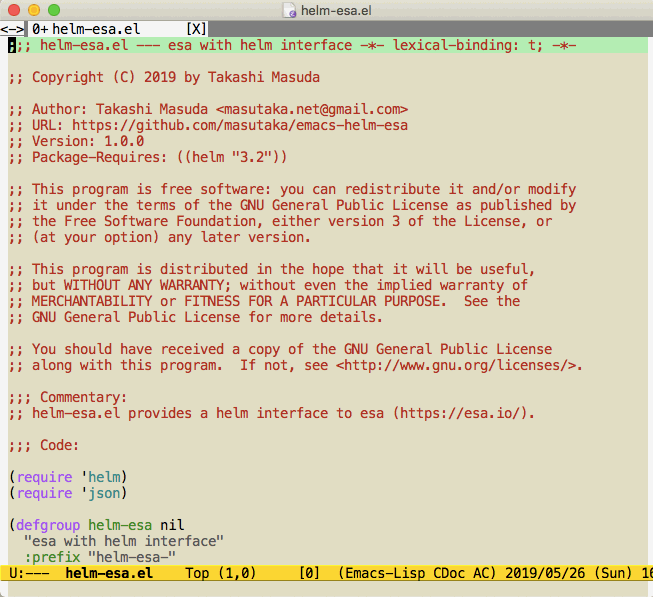 helm-esa.el
<-> 0+ helm-esa.el [X]
;;; helm-esa.el --- esa with helm interface -*- lexical-binding: t; -*-
;; Copyright (C) 2019 by Takashi Masuda
;; Author: Takashi Masuda <masutaka.net@gmail.com>
;; URL: https://github.com/masutaka/emacs-helm-esa
;; Version: 1.0.0
;; Package-Requires: ((helm "3.2"))
;; This program is free software: you can redistribute it and/or modify
;; it under the terms of the GNU General Public License as published by
;; the Free Software Foundation, either version 3 of the License, or
;; (at your option) any later version.
;; This program is distributed in the hope that it will be useful,
;; but WITHOUT ANY WARRANTY; without even the implied warranty of
;; MERCHANTABILITY or FITNESS FOR A PARTICULAR PURPOSE.  See the
;; GNU General Public License for more details.
;; You should have received a copy of the GNU General Public License
;; along with this program.  If not, see <http://www.gnu.org/licenses/>.
;;; Commentary:
;; helm-esa.el provides a helm interface to esa (https://esa.io/).
;;; Code:
(require 'helm)
(require 'json)
(defgroup helm-esa nil
  "esa with helm interface"
  :prefix "helm-esa-"
U:---  helm-esa.el    Top (1,0)     [0]  (Emacs-Lisp CDoc AC) 2019/05/26 (Sun) 16